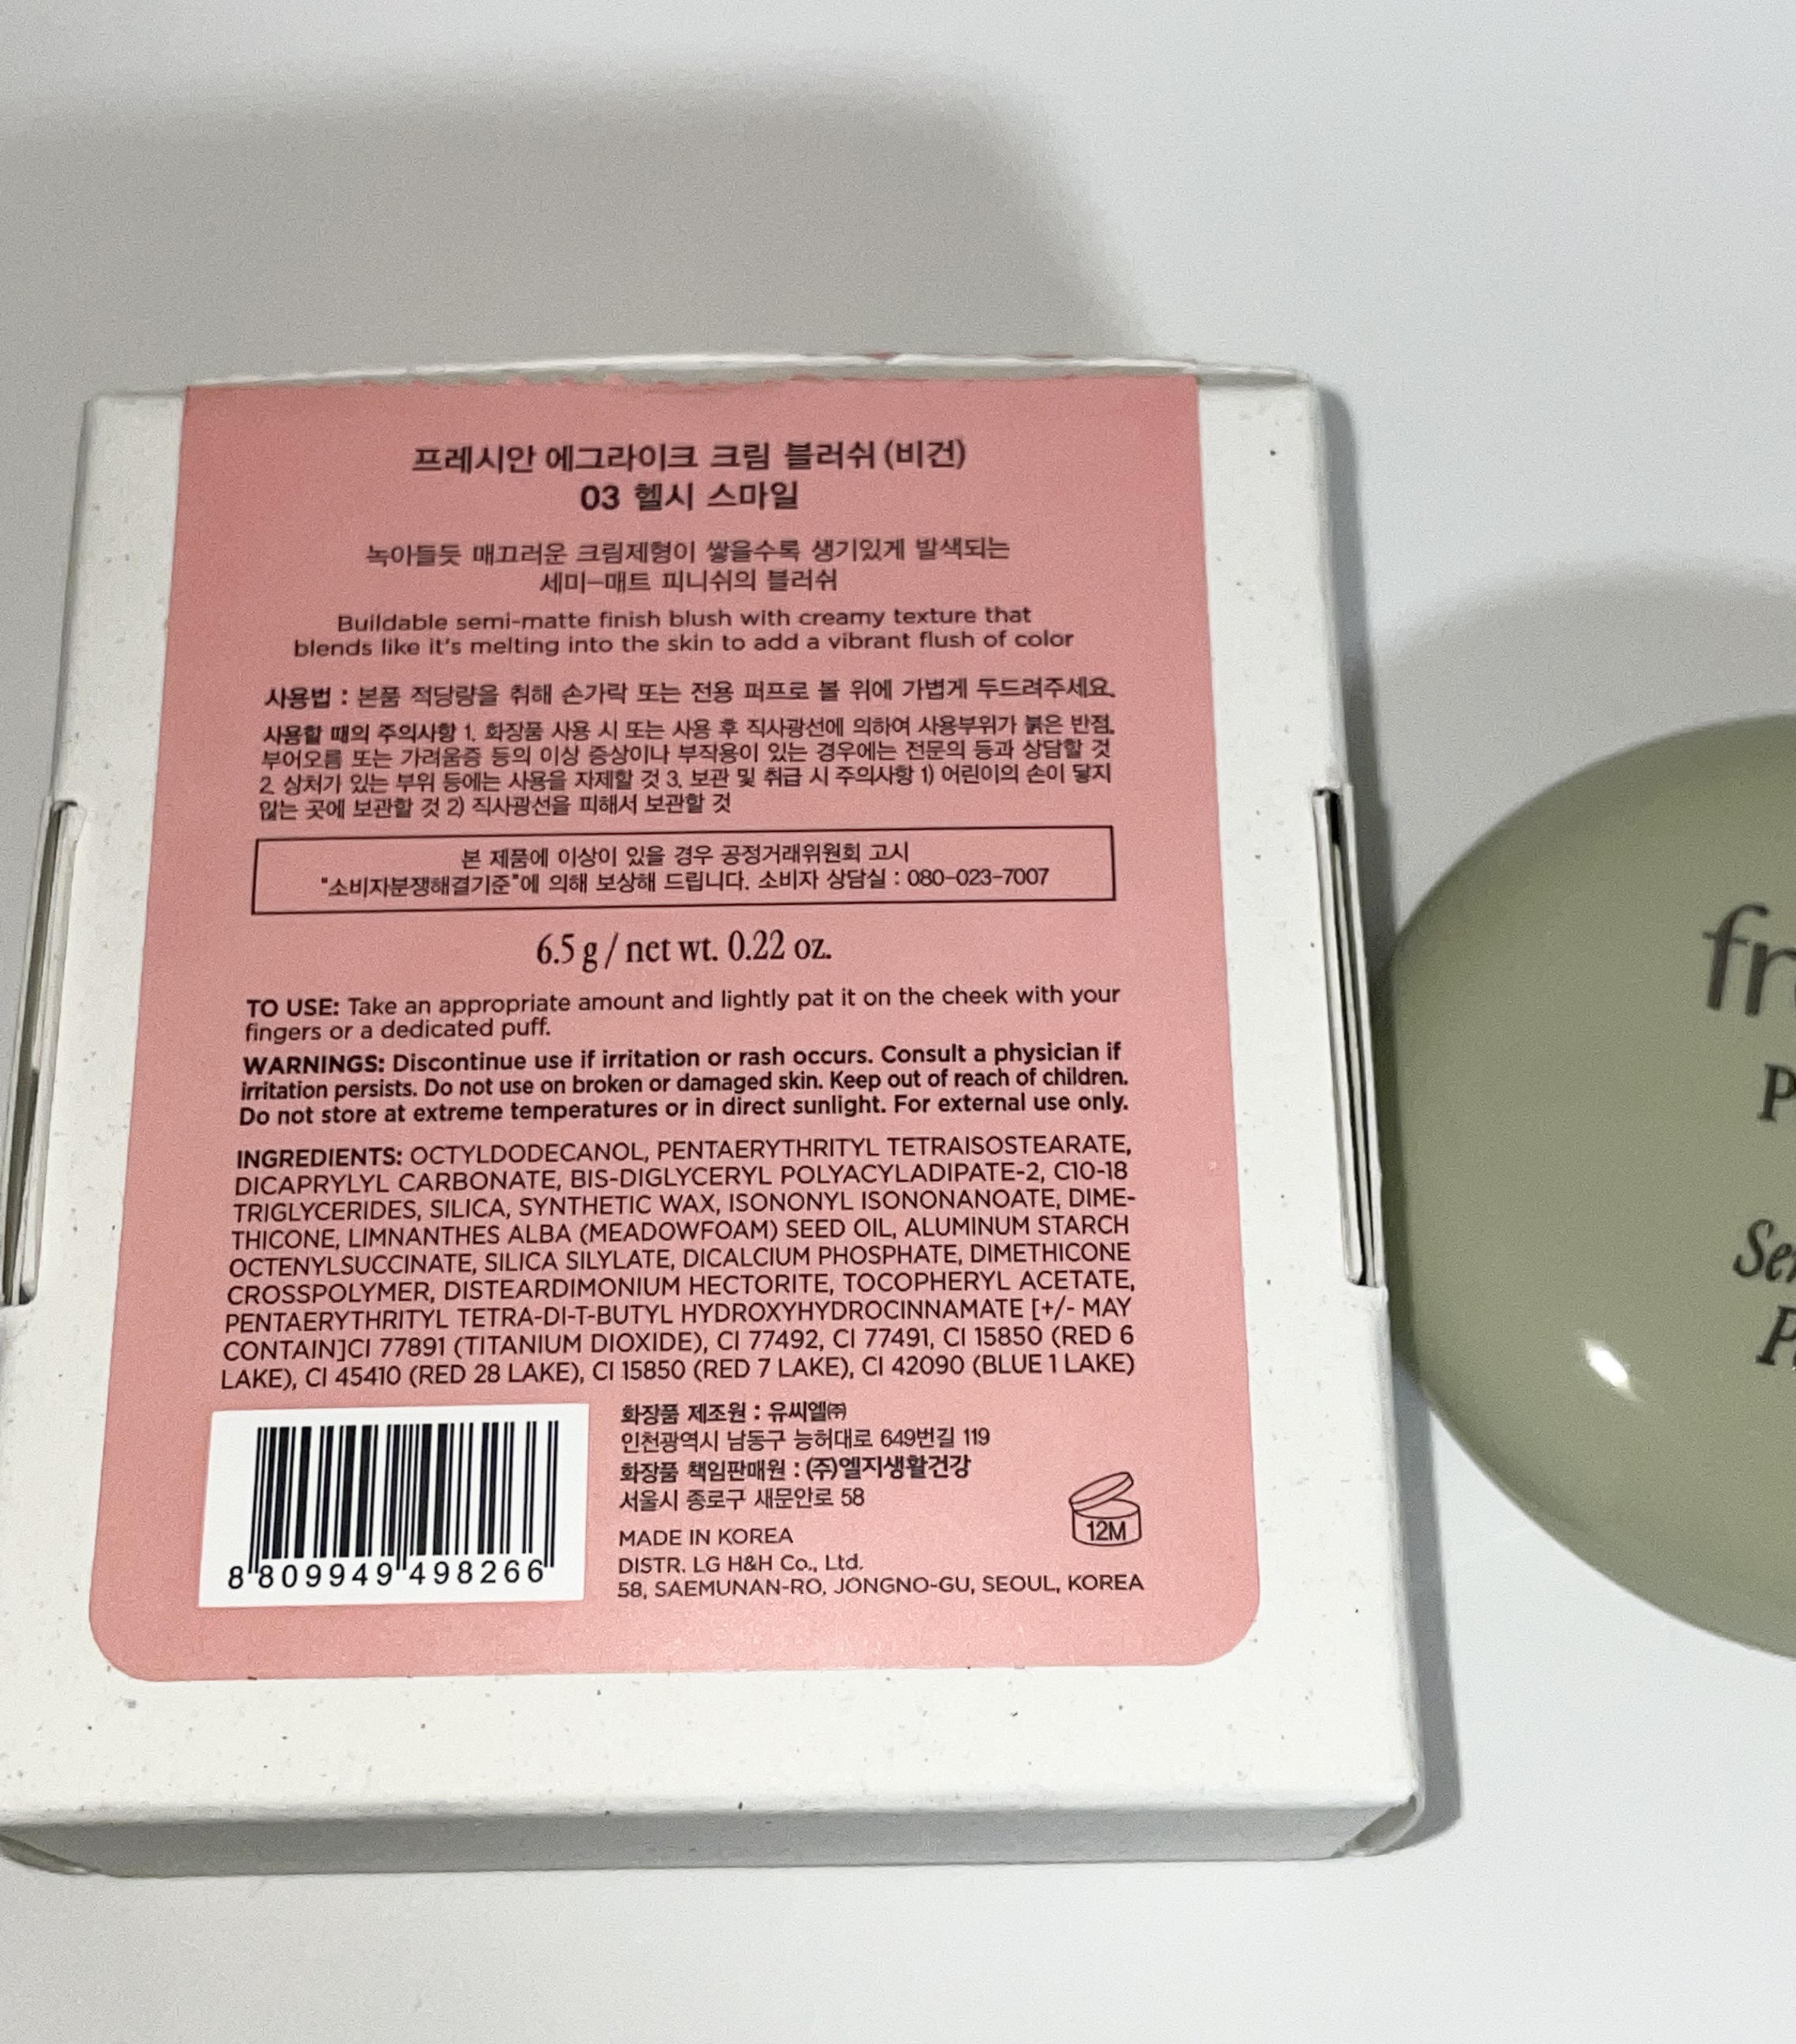 프레시안 에그라이크 크림 블러쉬 (비건)
03 헬시 스마일
녹아들듯 매끄러운 크림제형이 쌓을수록 생기있게 발색되는
세미-매트 피니쉬의 블러쉬
Buildable semi-matte finish blush with creamy texture that
blends like it's melting into the skin to add a vibrant flush of color
사용법 : 본품 적당량을 취해 손가락 또는 전용 퍼프로 볼 위에 가볍게 두드려주세요.
사용할 때의 주의사항 1. 화장품 사용 시 또는 사용 후 직사광선에 의하여 사용부위가 붉은 반점,
부어오름 또는 가려움증 등의 이상 증상이나 부작용이 있는 경우에는 전문의 등과 상담할 것
2. 상처가 있는 부위 등에는 사용을 자제할 것 3. 보관 및 취급 시 주의사항 1) 어린이의 손이 닿지
않는 곳에 보관할 것 2) 직사광선을 피해서 보관할 것
본 제품에 이상이 있을 경우 공정거래위원회 고시
"소비자분쟁해결기준"에 의해 보상해 드립니다. 소비자 상담실 : 080-023-7007
6.5 g / net wt. 0.22 oz.
TO USE: Take an appropriate amount and lightly pat it on the cheek with your
fingers or a dedicated puff.
WARNINGS: Discontinue use if irritation or rash occurs. Consult a physician if
irritation persists. Do not use on broken or damaged skin. Keep out of reach of children.
Do not store at extreme temperatures or in direct sunlight. For external use only.
INGREDIENTS: OCTYLDODECANOL, PENTAERYTHRITYL TETRAISOSTEARATE,
DICAPRYLYL CARBONATE, BIS-DIGLYCERYL POLYACYLADIPATE-2, C10-18
TRIGLYCERIDES, SILICA, SYNTHETIC WAX, ISONONYL ISONONANOATE, DIME-
THICONE, LIMNANTHES ALBA (MEADOWFOAM) SEED OIL, ALUMINUM STARCH
OCTENYLSUCCINATE, SILICA SILYLATE, DICALCIUM PHOSPHATE, DIMETHICONE
CROSSPOLYMER, DISTEARDIMONIUM HECTORITE, TOCOPHERYL ACETATE,
PENTAERYTHRITYL TETRA-DI-T-BUTYL HYDROXYHYDROCINNAMATE [+/- MAY
CONTAIN]CI 77891 (TITANIUM DIOXIDE), CI 77492, CI 77491, CI 15850 (RED 6
LAKE), CI 45410 (RED 28 LAKE), CI 15850 (RED 7 LAKE), CI 42090 (BLUE 1 LAKE)
화장품 제조원 : 유씨엘㈜
인천광역시 남동구 능허대로 649번길 119
화장품 책임판매원 : (주)엘지생활건강
서울시 종로구 새문안로 58
MADE IN KOREA
DISTR. LG H&H Co., Ltd.
58, SAEMUNAN-RO, JONGNO-GU, SEOUL, KOREA
12M
8 809949 498266